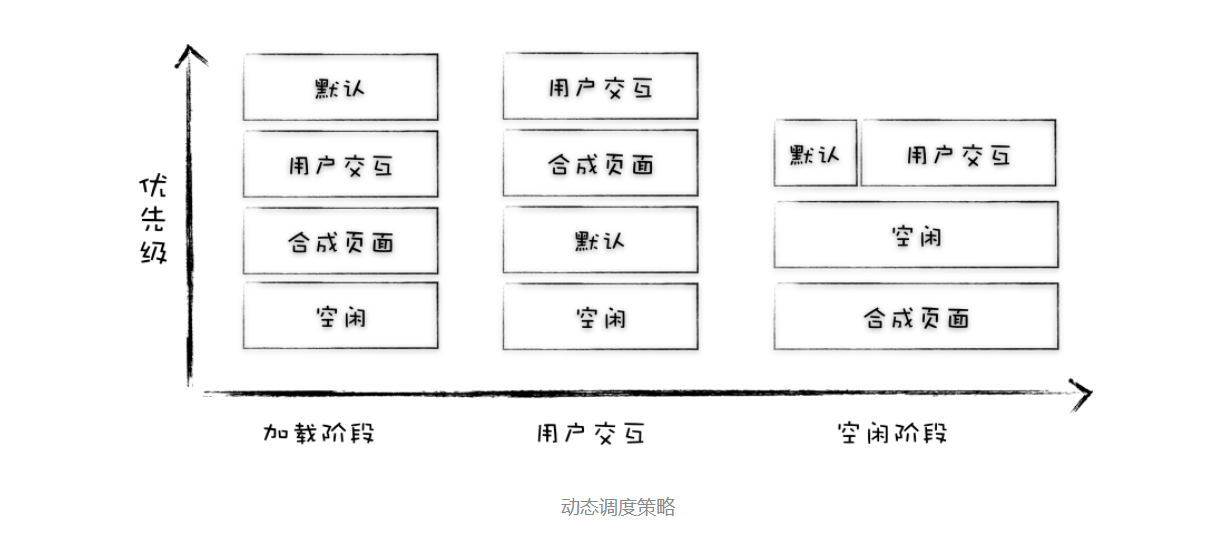 优先级
默认
用户交互
合成页面
空闲
用户交互
合成页面
默认
空闲
默认
用户交互
空闲
合成页面
加载阶段
用户交互
空闲阶段
动态调度策略